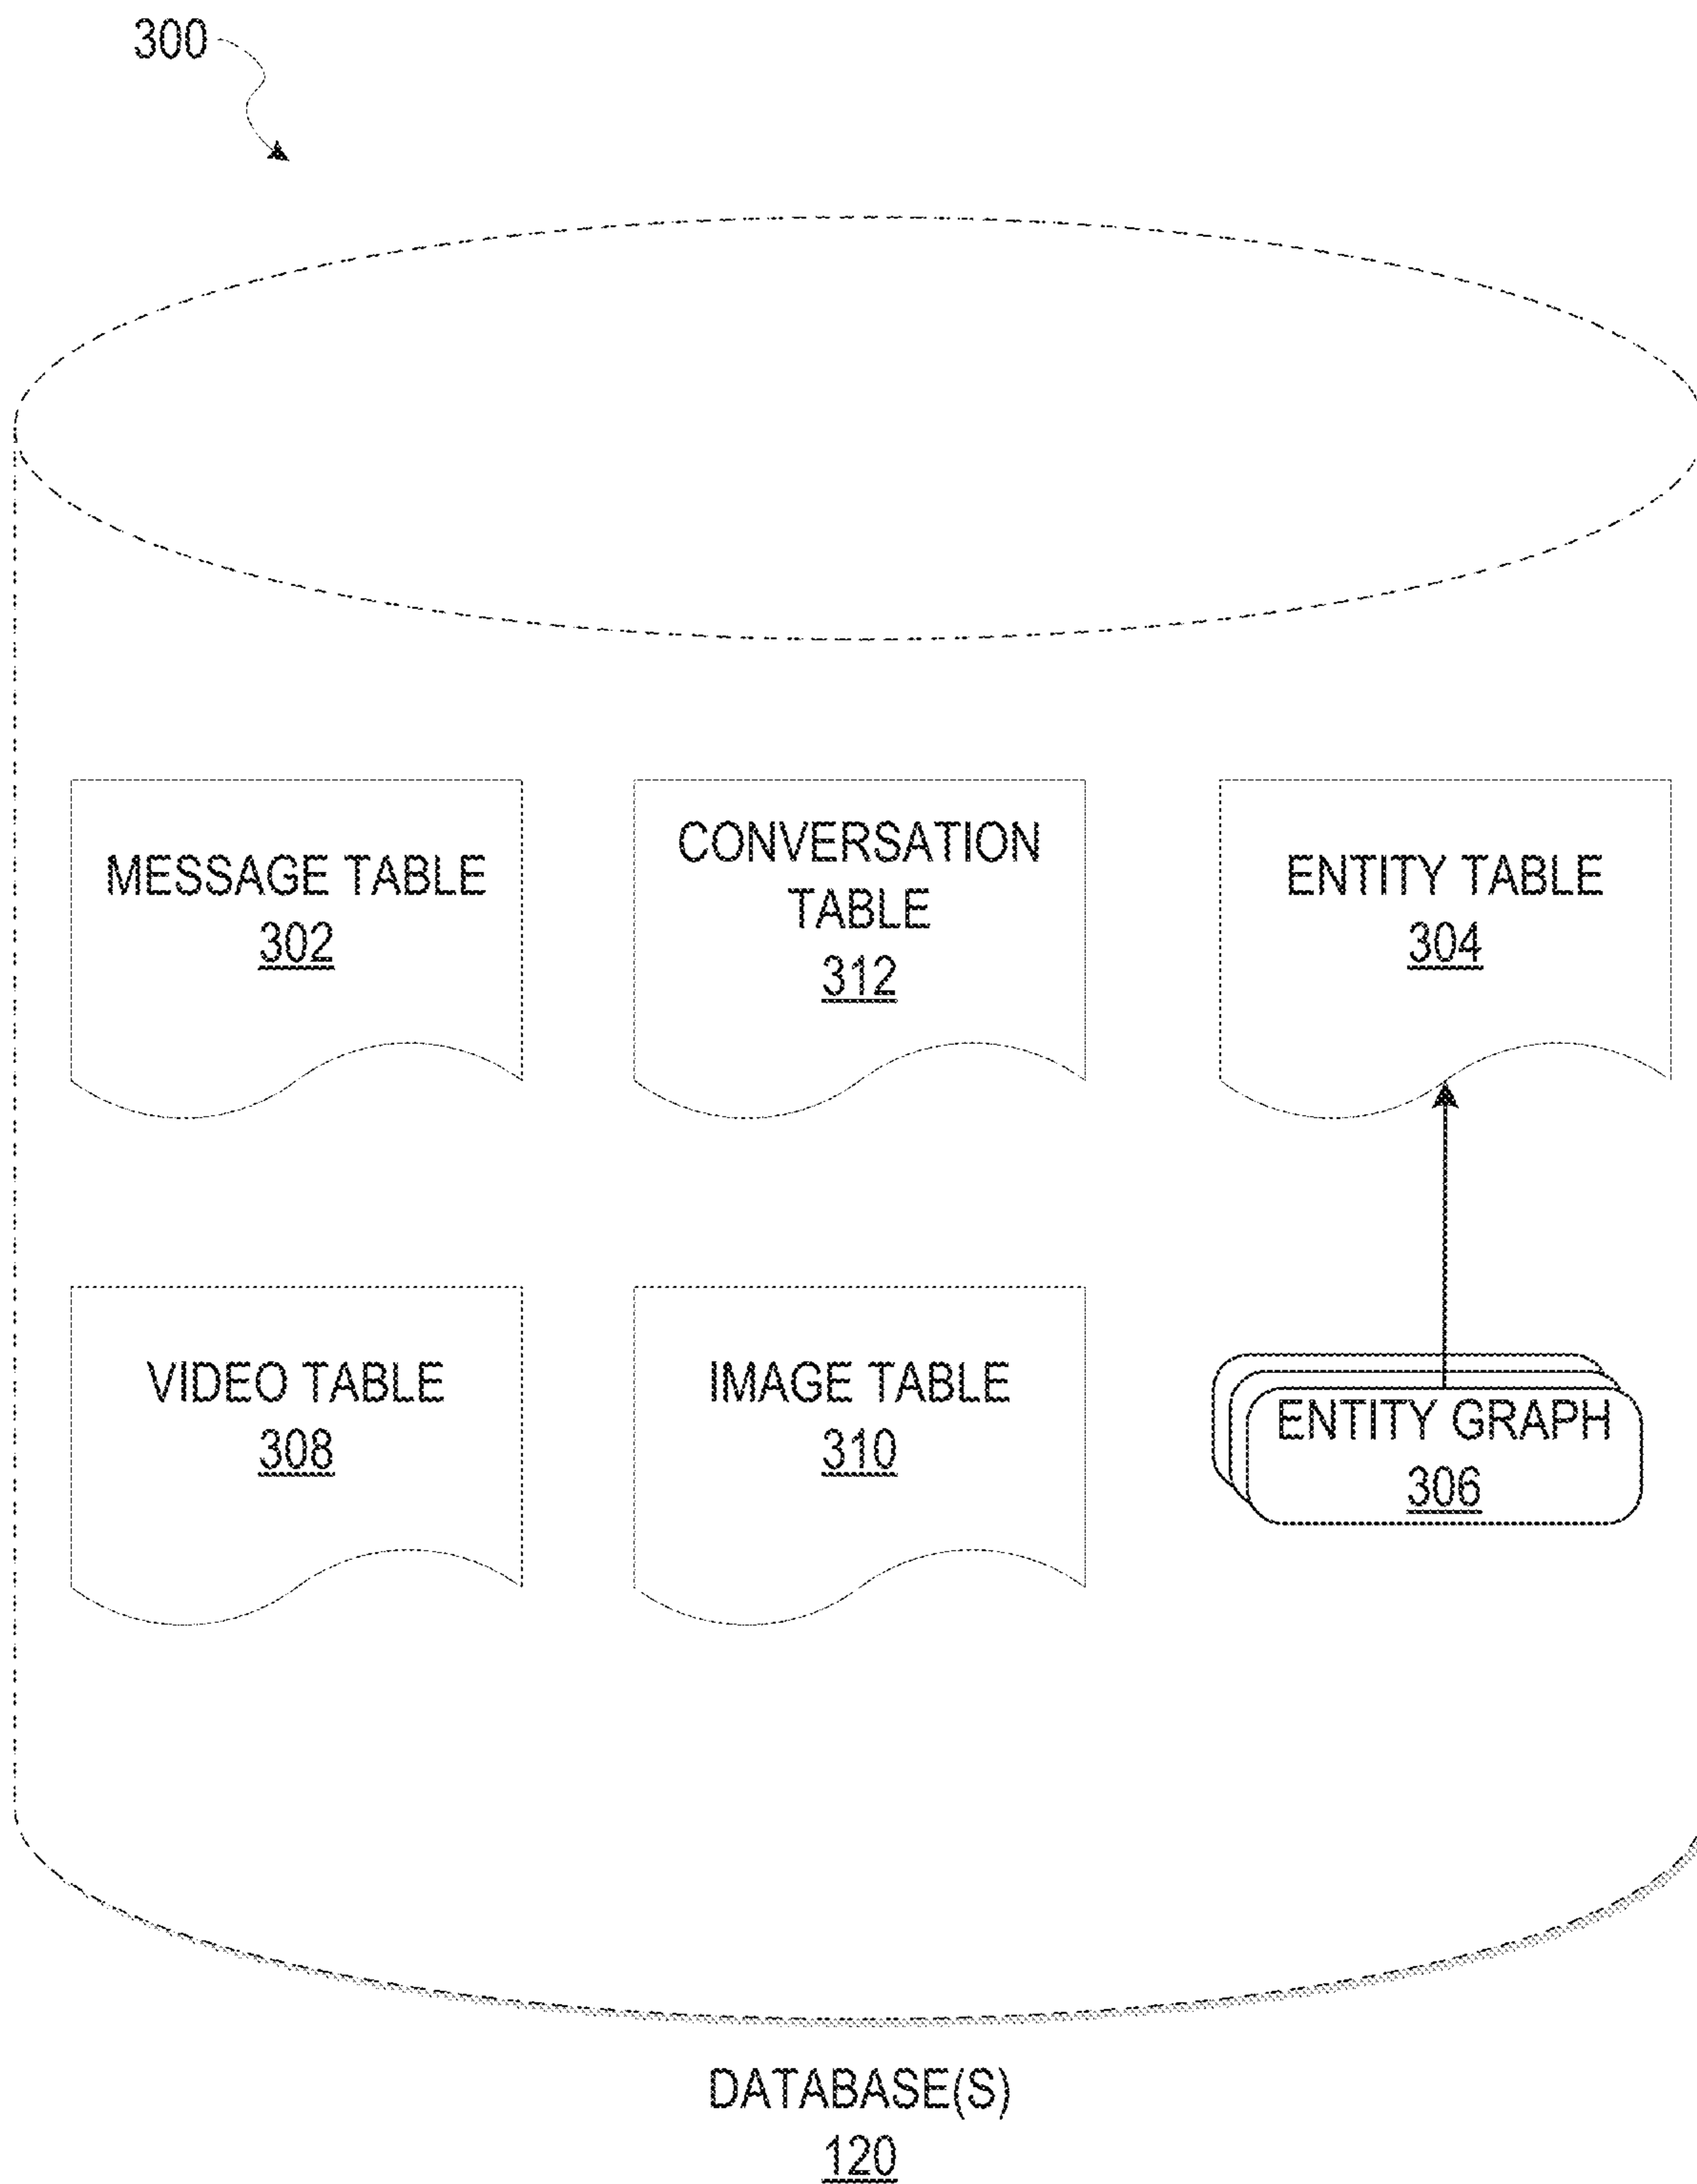 300
MESSAGE TABLE
302
CONVERSATION
TABLE
312
ENTITY TABLE
304
VIDEO TABLE
308
IMAGE TABLE
310
ENTITY GRAPH
306
DATABASE(S)
120